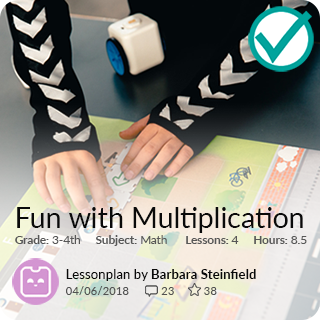 Fun with Multiplication
Grade: 3-4th Subject: Math Lessons: 4 Hours: 8.5
Lessonplan by Barbara Steinfield
04/06/2018 23 38